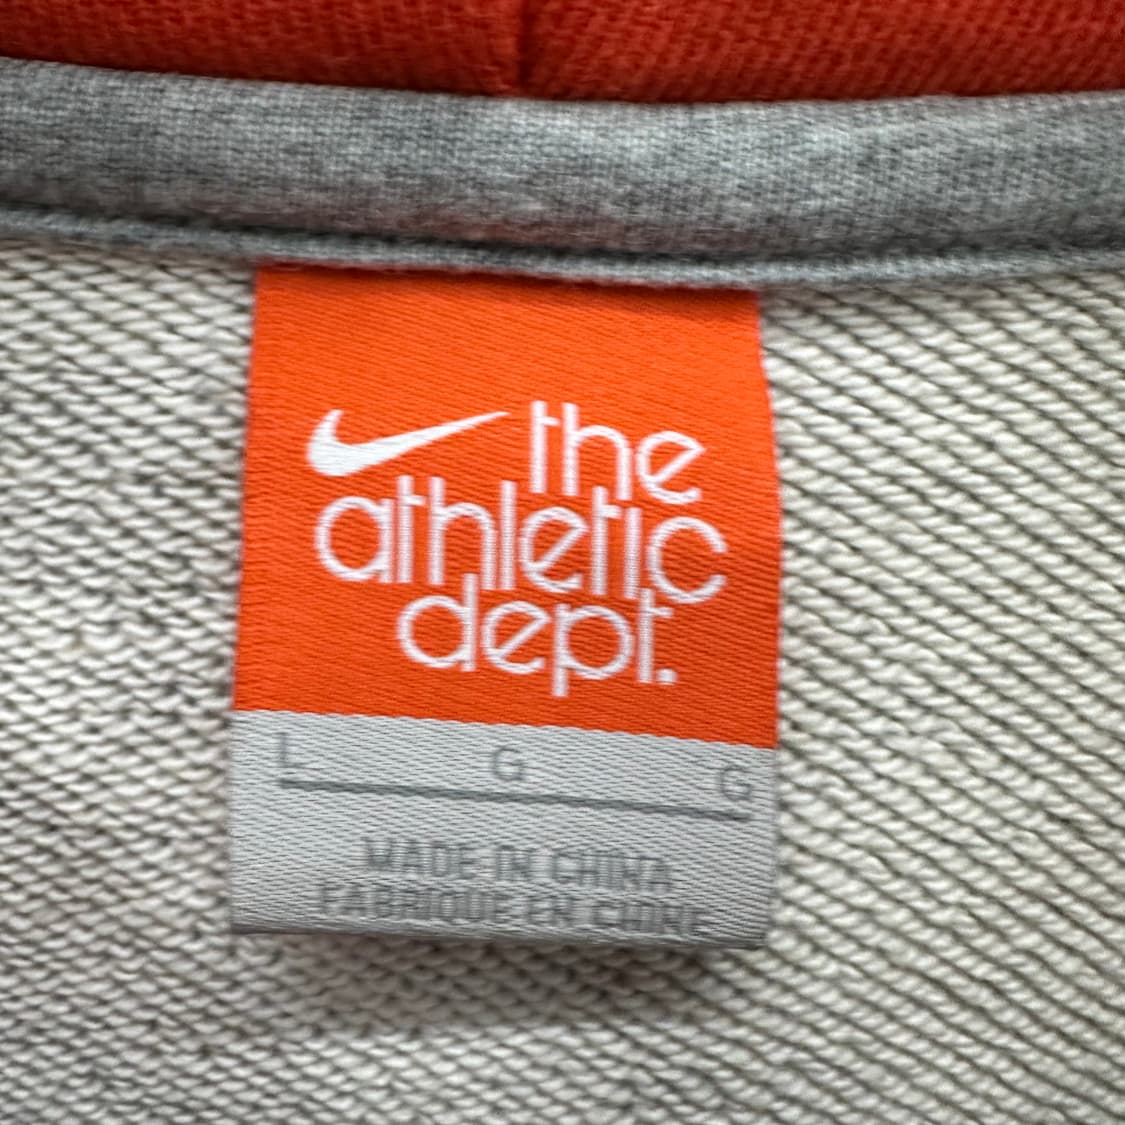 the
athletic
dept.
L G G
MADE IN CHINA
FABRIQUE EN CHINE